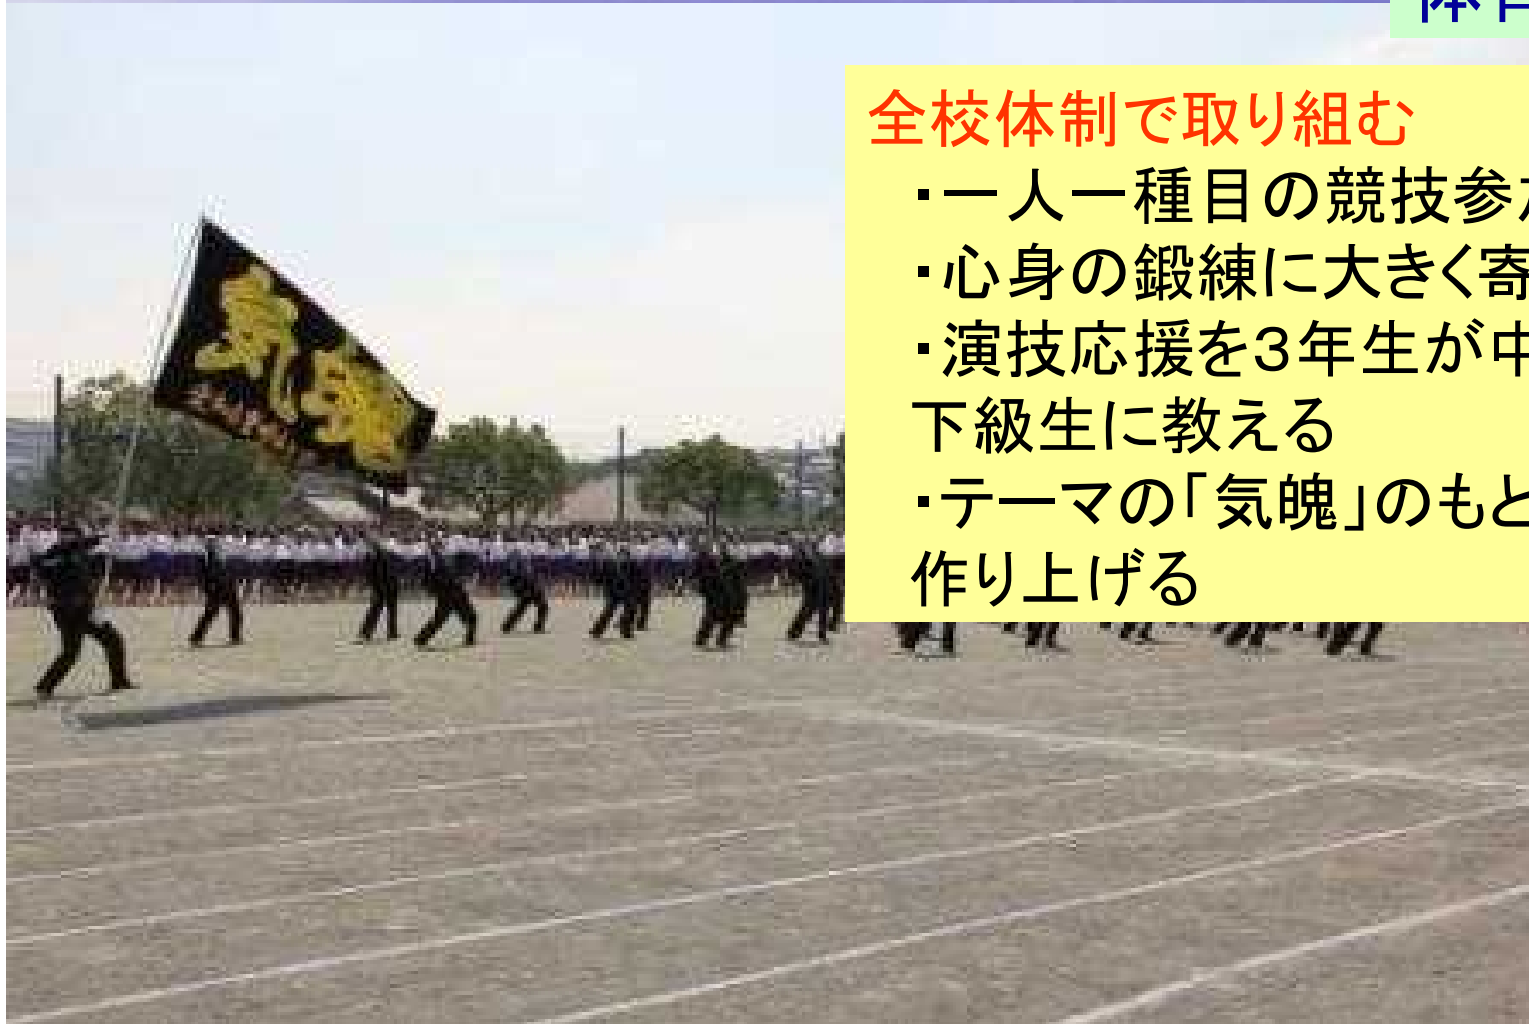 体
全校体制で取り組む
・一人一種目の競技参
・心身の鍛練に大きく寄
・演技応援を３年生が中
下級生に教える
・テーマの「気魄」のもと
作り上げる